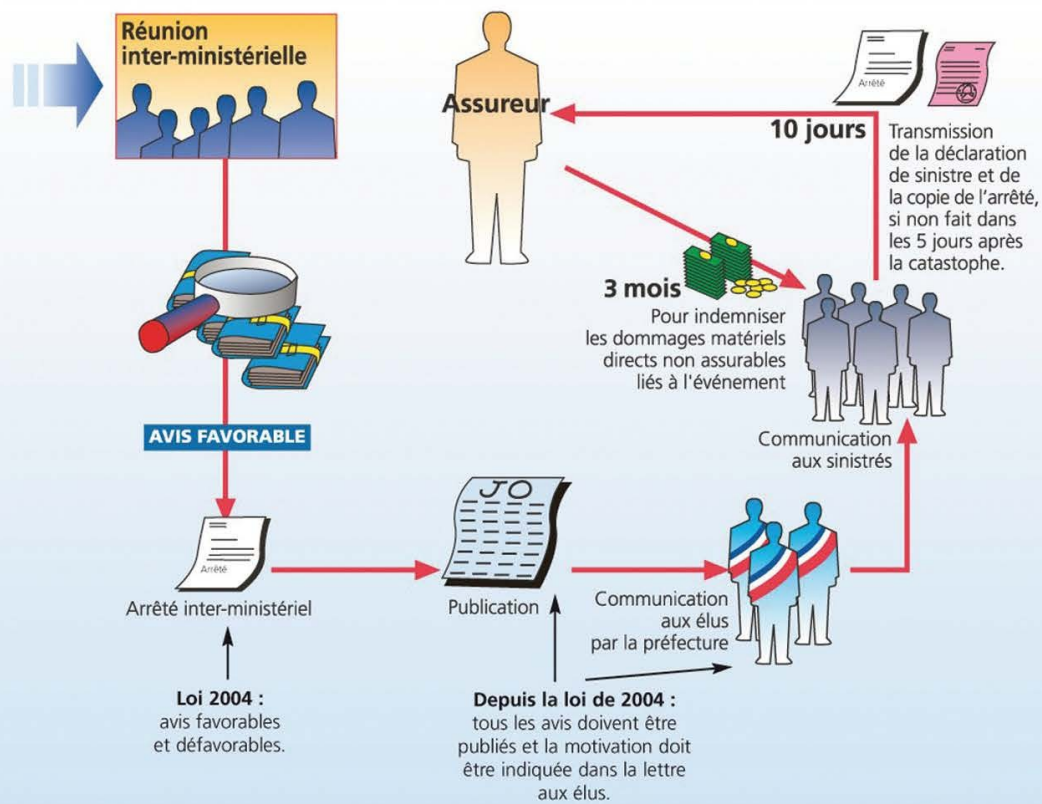 Réunion
inter-ministérielle
Assureur
Arrêté
10 jours
Transmission
de la déclaration
de sinistre et de
la copie de l'arrêté,
si non fait dans
les 5 jours après
la catastophe.
3 mois
Pour indemniser
les dommages matériels
directs non assurables
liés à l'événement
AVIS FAVORABLE
Communication
aux sinistrés
Arrêté
Arrêté inter-ministériel
JO
Publication
Communication
aux élus
par la préfecture
Loi 2004 :
avis favorables
et défavorables.
Depuis la loi de 2004 :
tous les avis doivent être
publiés et la motivation doit
être indiquée dans la lettre
aux élus.